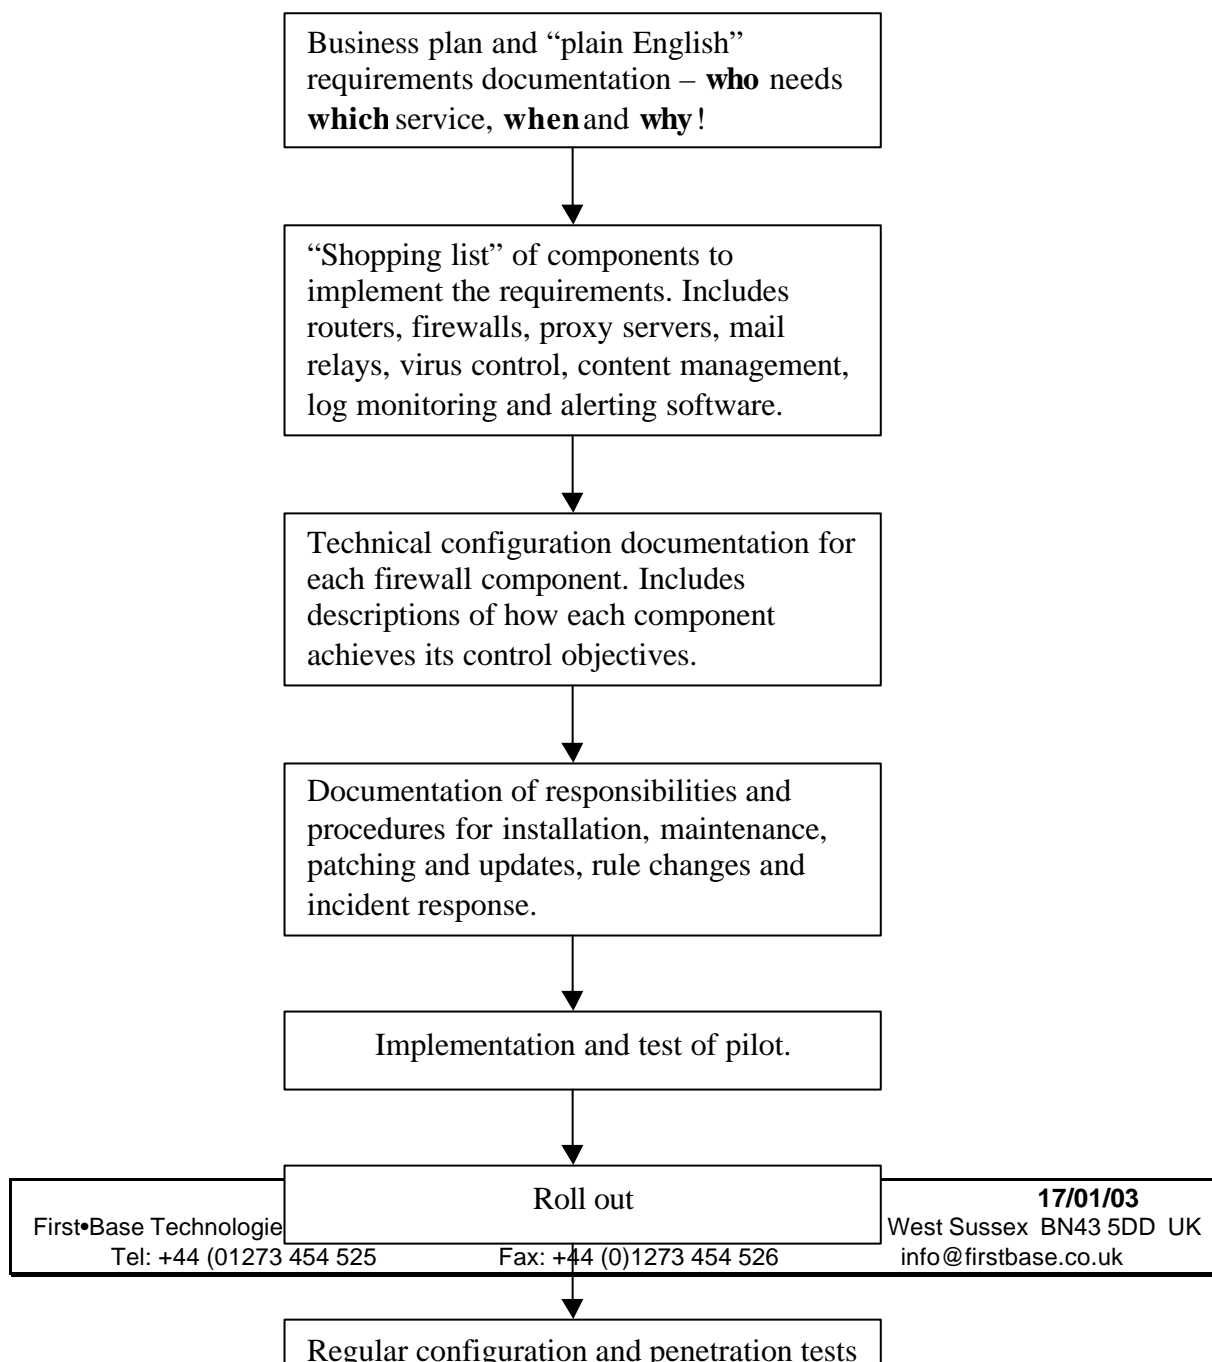 Business plan and “plain English”
requirements documentation – who needs
which service, when and why!
“Shopping list” of components to
implement the requirements. Includes
routers, firewalls, proxy servers, mail
relays, virus control, content management,
log monitoring and alerting software.
Technical configuration documentation for
each firewall component. Includes
descriptions of how each component
achieves its control objectives.
Documentation of responsibilities and
procedures for installation, maintenance,
patching and updates, rule changes and
incident response.
Implementation and test of pilot.
Roll out
17/01/03
First•Base Technologie West Sussex BN43 5DD UK
Tel: +44 (01273 454 525 Fax: +44 (0)1273 454 526 info@firstbase.co.uk
Regular configuration and penetration tests